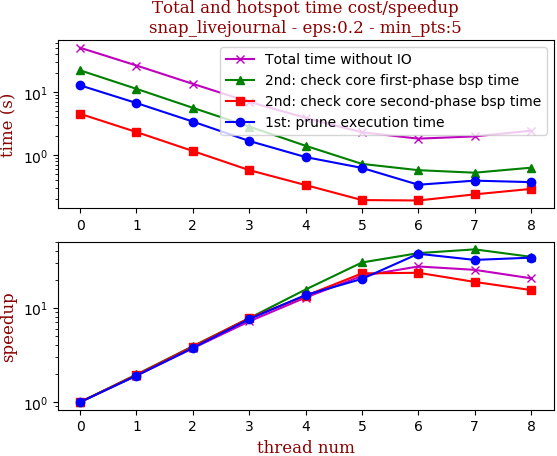 Total and hotspot time cost/speedup
snap_livejournal - eps:0.2 - min_pts:5
time (s)
10¹
10⁰
Total time without IO
2nd: check core first-phase bsp time
2nd: check core second-phase bsp time
1st: prune execution time
0 1 2 3 4 5 6 7 8
speedup
10¹
10⁰
0 1 2 3 4 5 6 7 8
thread num